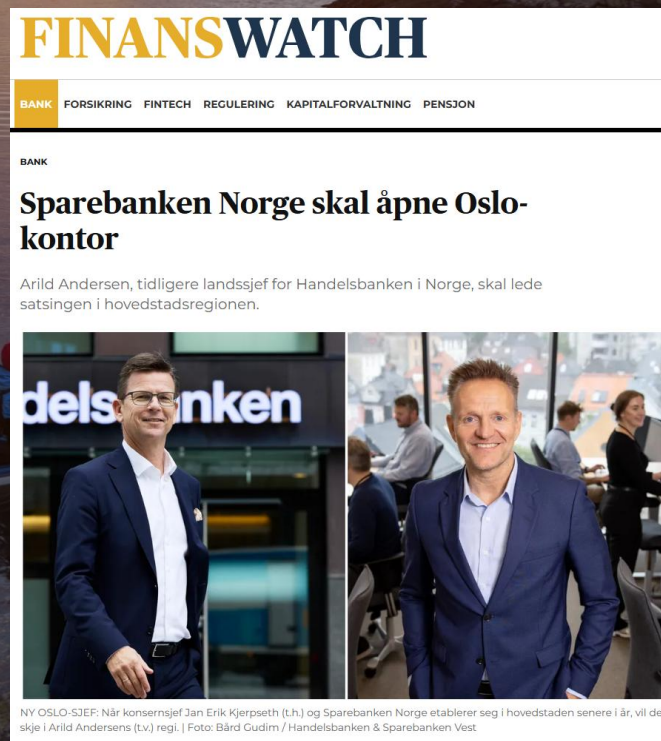 FINANSWATCH
BANK FORSIKRING FINTECH REGULERING KAPITALFORVALTNING PENSJON
BANK
Sparebanken Norge skal åpne Oslo-
kontor
Arild Andersen, tidligere landssjef for Handelsbanken i Norge, skal lede
satsingen i hovedstadsregionen.
dels nken
NY OSLO-SJEF: Når konsernsjef Jan Erik Kjerpseth (t.h.) og Sparebanken Norge etablerer seg i hovedstaden senere i år, vil de
skje i Arild Andersens (t.v.) regi. | Foto: Bård Gudim / Handelsbanken & Sparebanken Vest